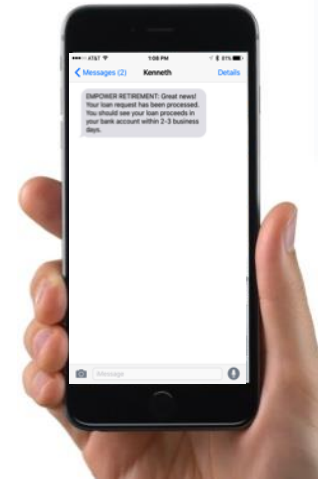 AT&T 1:08 PM 81%
Messages (2) Kenneth Details
EMPOWER RETIREMENT: Great news!
Your loan request has been processed.
You should see your loan proceeds in
your bank account within 2-3 business
days.
Message